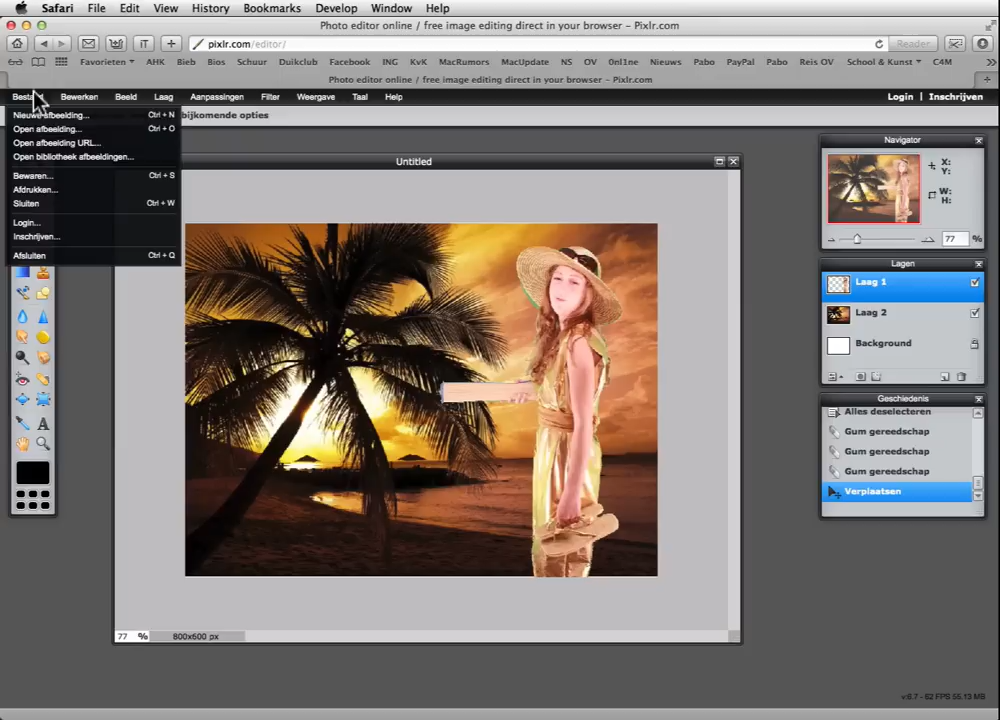 Safari File Edit View History Bookmarks Develop Window Help
Photo editor online / free image editing direct in your browser – Pixlr.com
iT + pixlr.com/editor/ Reader
Favorieten AHK Bieb Bios Schuur Duikclub Facebook ING KvK MacRumors MacUpdate NS OV 0nl1ne Nieuws Pabo PayPal Pabo Reis OV School & Kunst C4M
Photo editor online / free image editing direct in your browser – Pixlr.com
Bewerken Beeld Laag Aanpassingen Filter Weergave Taal Help Login | Inschrijven
Nieuwe afbeelding... Ctrl + N
bijkomende opties
Open afbeelding... Ctrl + O
Open afbeelding URL...
Open bibliotheek afbeeldingen...
Bewaren... Ctrl + S
Afdrukken...
Sluiten Ctrl + W
Login...
Inschrijven...
Afsluiten Ctrl + Q
Untitled
77 % 800x600 px
Navigator
X:
Y:
W:
H:
77 %
Lagen
Laag 1
Laag 2
Background
Geschiedenis
Alles deselecteren
Gum gereedschap
Gum gereedschap
Gum gereedschap
Verplaatsen
v:6.7 - 62 FPS 55.13 MB